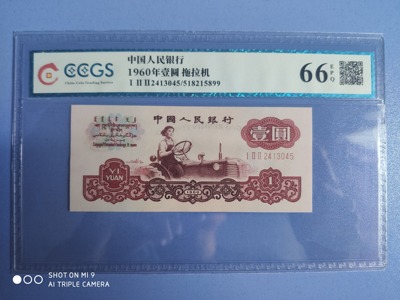 CCGS
中国人民银行
1960年壹圆 拖拉机
I II II2413045/518215899
66 EPQ
中国人民银行
壹圆
I II II 2413045
YI YUAN
1960
1
SHOT ON MI 9
AI TRIPLE CAMERA